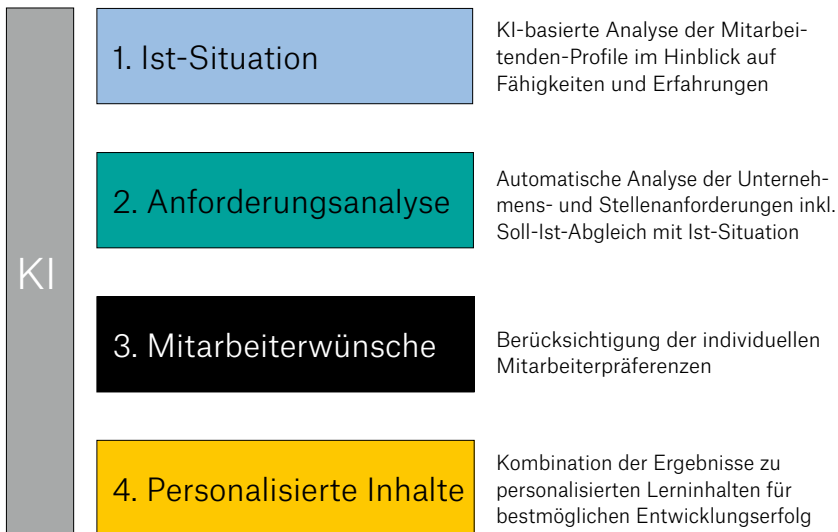 KI
1. Ist-Situation
KI-basierte Analyse der Mitarbei-
tenden-Profile im Hinblick auf
Fähigkeiten und Erfahrungen
2. Anforderungsanalyse
Automatische Analyse der Unterneh-
mens- und Stellenanforderungen inkl.
Soll-Ist-Abgleich mit Ist-Situation
3. Mitarbeiterwünsche
Berücksichtigung der individuellen
Mitarbeiterpräferenzen
4. Personalisierte Inhalte
Kombination der Ergebnisse zu
personalisierten Lerninhalten für
bestmöglichen Entwicklungserfolg